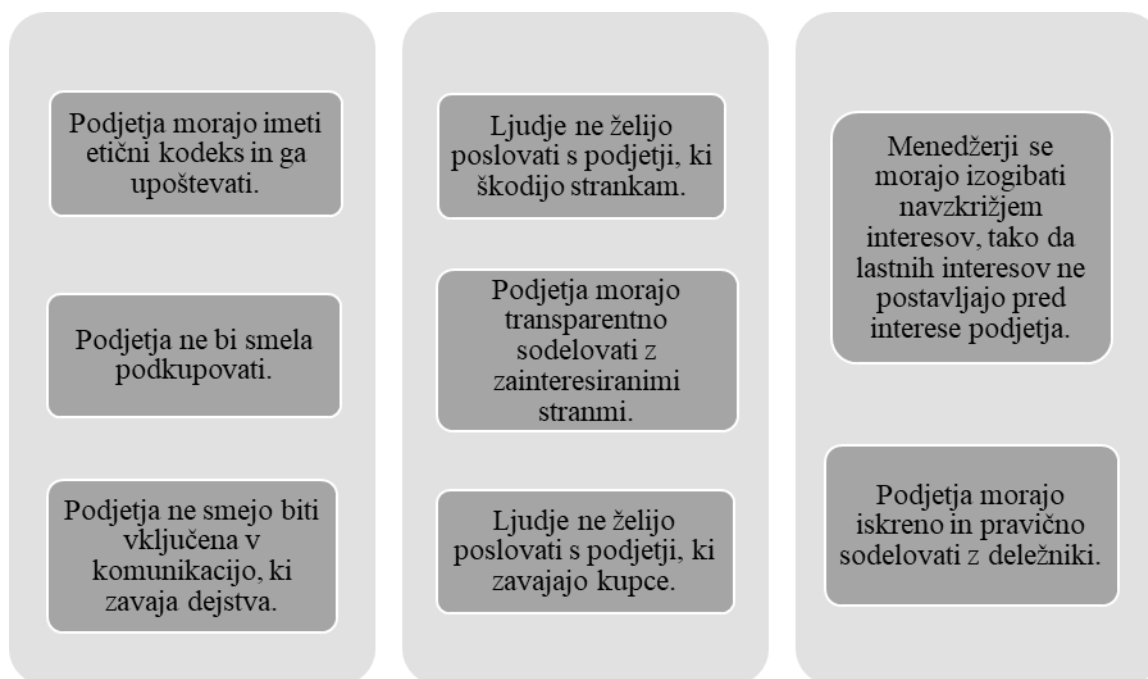 Podjetja morajo imeti
etični kodeks in ga
upoštevati.
Podjetja ne bi smela
podkupovati.
Podjetja ne smejo biti
vključena v
komunikacijo, ki
zavaja dejstva.
Ljudje ne želijo
poslovati s podjetji, ki
škodijo strankam.
Podjetja morajo
transparentno
sodelovati z
zainteresiranimi
stranmi.
Ljudje ne želijo
poslovati s podjetji, ki
zavajajo kupce.
Menedžerji se
morajo izogibati
navzkrižjem
interesov, tako da
lastnih interesov ne
postavljajo pred
interese podjetja.
Podjetja morajo
iskreno in pravično
sodelovati z deležniki.